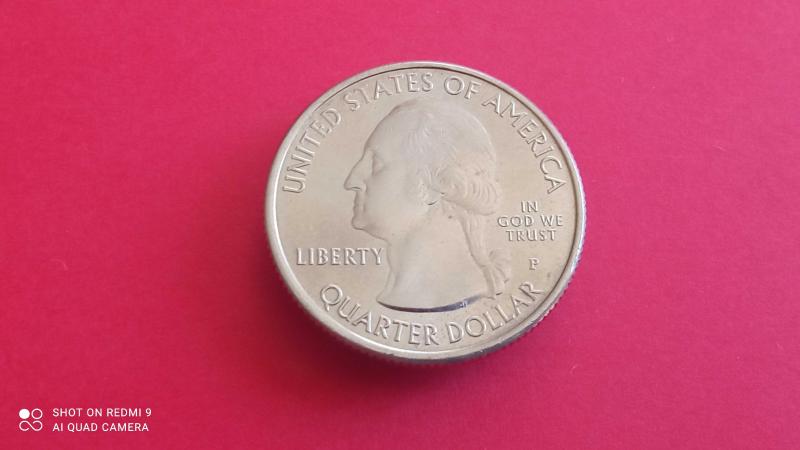 UNITED STATES OF AMERICA
IN
GOD WE
TRUST
LIBERTY
P
QUARTER DOLLAR
SHOT ON REDMI 9
AI QUAD CAMERA